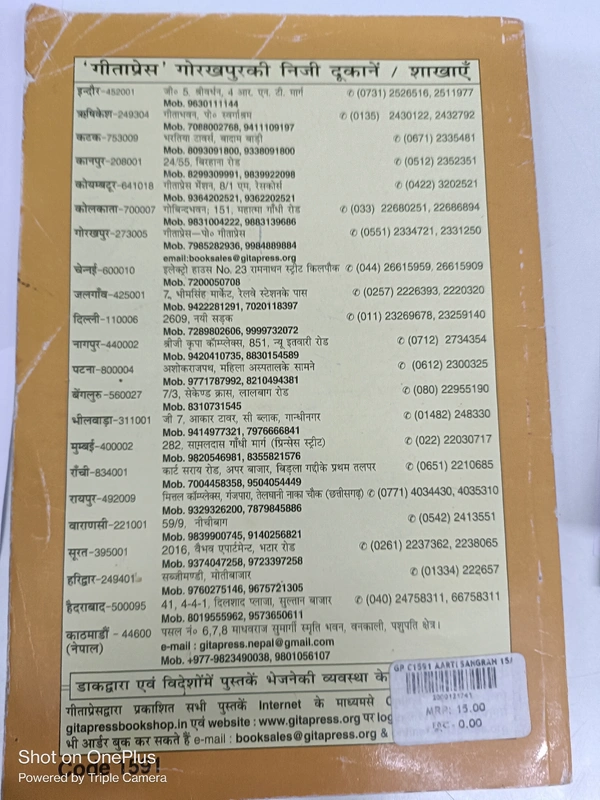 'गीताप्रेस' गोरखपुरकी निजी दूकानें / शाखाएँ
इन्दौर-452001 जी० 5, श्रीवर्धन, 4 आर. एन. टी. मार्ग ✆ (0731) 2526516, 2511977
Mob. 9630111144
ऋषिकेश-249304 गीताभवन, पो० स्वर्गाश्रम ✆ (0135) 2430122, 2432792
Mob. 7088002768, 9411109197
कटक-753009 भरतिया टावर्स, बादाम बाड़ी ✆ (0671) 2335481
Mob. 8093091800, 9338091800
कानपुर-208001 24/55, बिरहाना रोड ✆ (0512) 2352351
Mob. 8299309991, 9839922098
कोयम्बटूर-641018 गीताप्रेस मेंशन, 8/1 एम, रेसकोर्स ✆ (0422) 3202521
Mob. 9364202521, 9362202521
कोलकाता-700007 गोबिन्दभवन; 151, महात्मा गाँधी रोड ✆ (033) 22680251, 22686894
Mob. 9831004222, 9883139686
गोरखपुर-273005 गीताप्रेस—पो० गीताप्रेस ✆ (0551) 2334721, 2331250
Mob. 7985282936, 9984889884
email:booksales@gitapress.org
चेन्नई-600010 इलेक्ट्रो हाउस No. 23 रामनाथन स्ट्रीट किलपौक ✆ (044) 26615959, 26615909
Mob. 7200050708
जलगाँव-425001 7, भीमसिंह मार्केट, रेलवे स्टेशनके पास ✆ (0257) 2226393, 2220320
Mob. 9422281291, 7020118397
दिल्ली-110006 2609, नयी सड़क ✆ (011) 23269678, 23259140
Mob. 7289802606, 9999732072
नागपुर-440002 श्रीजी कृपा कॉम्प्लेक्स, 851, न्यू इतवारी रोड ✆ (0712) 2734354
Mob. 9420410735, 8830154589
पटना-800004 अशोकराजपथ, महिला अस्पतालके सामने ✆ (0612) 2300325
Mob. 9771787992, 8210494381
बेंगलुरु-560027 7/3, सेकेण्ड क्रास, लालबाग रोड ✆ (080) 22955190
Mob. 8310731545
भीलवाड़ा-311001 जी 7, आकार टावर, सी ब्लाक, गान्धीनगर ✆ (01482) 248330
Mob. 9414977321, 7976666841
मुम्बई-400002 282, सामलदास गाँधी मार्ग (प्रिन्सेस स्ट्रीट) ✆ (022) 22030717
Mob. 9820546981, 8355821576
राँची-834001 कार्ट सराय रोड, अपर बाजार, बिड़ला गद्दीके प्रथम तलपर ✆ (0651) 2210685
Mob. 7004458358, 9504054449
रायपुर-492009 मित्तल कॉम्प्लेक्स, गंजपारा, तेलघानी नाका चौक (छत्तीसगढ़) ✆ (0771) 4034430, 4035310
Mob. 9329326200, 7879845886
वाराणसी-221001 59/9, नीचीबाग ✆ (0542) 2413551
Mob. 9839900745, 9140256821
सूरत-395001 2016, वैभव एपार्टमेन्ट, भटार रोड ✆ (0261) 2237362, 2238065
Mob. 9374047258, 9723397258
हरिद्वार-249401 सब्जीमण्डी, मोतीबाजार ✆ (01334) 222657
Mob. 9760275146, 9675721305
हैदराबाद-500095 41, 4-4-1, दिलशाद प्लाजा, सुल्तान बाजार ✆ (040) 24758311, 66758311
Mob. 8019555962, 9573650611
काठमाडौं - 44600 पसल नं० 6,7,8 माधवराज सुमार्गी स्मृति भवन, वनकाली, पशुपति क्षेत्र।
(नेपाल) e-mail : gitapress.nepal@gmail.com
Mob. +977-9823490038, 9801056107
डाकद्वारा एवं विदेशोंमें पुस्तकें भेजनेकी व्यवस्था के
गीताप्रेसद्वारा प्रकाशित सभी पुस्तकें Internet के माध्यमसे
gitapressbookshop.in एवं website : www.gitapress.org पर log
भी आर्डर बुक कर सकते हैं e-mail : booksales@gitapress.org &
GP C1591 AARTI SANGRAH 15/
MRP: 15.00
0.00
Code 1591
Shot on OnePlus
Powered by Triple Camera